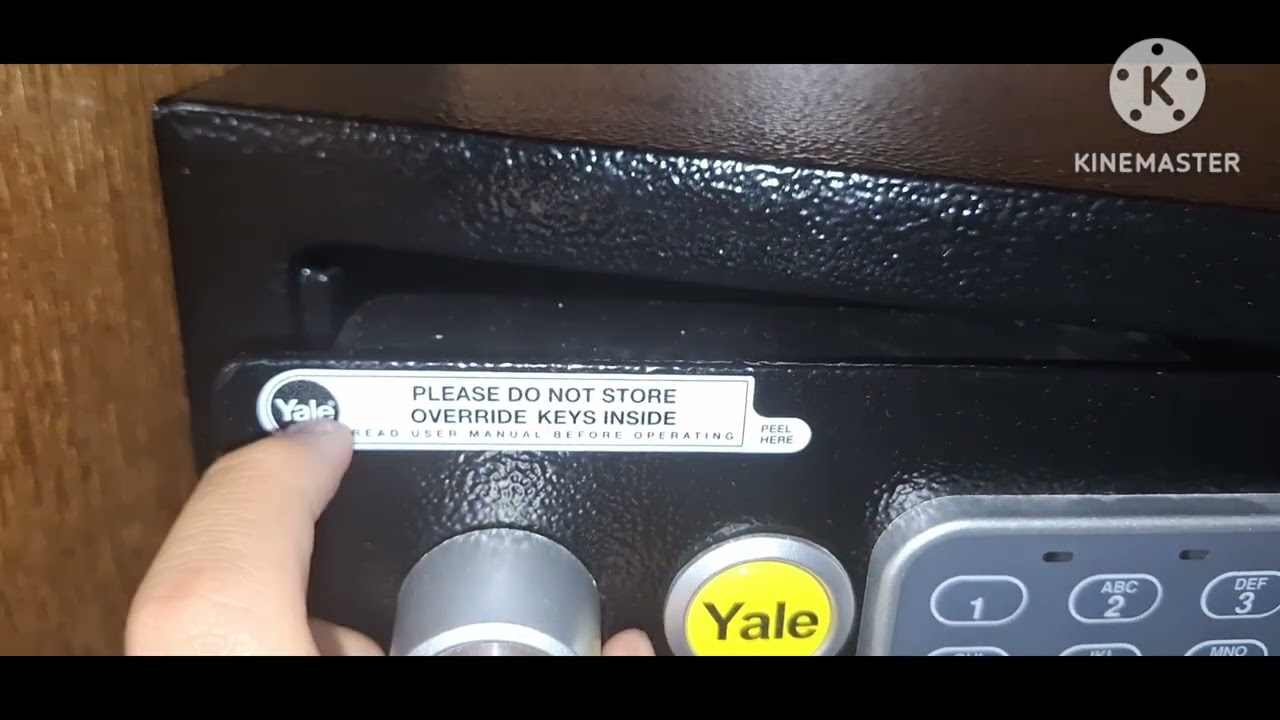 K
KINEMASTER
Yale
PLEASE DO NOT STORE
OVERRIDE KEYS INSIDE
READ USER MANUAL BEFORE OPERATING
PEEL
HERE
Yale
1
ABC
2
DEF
3
MNO